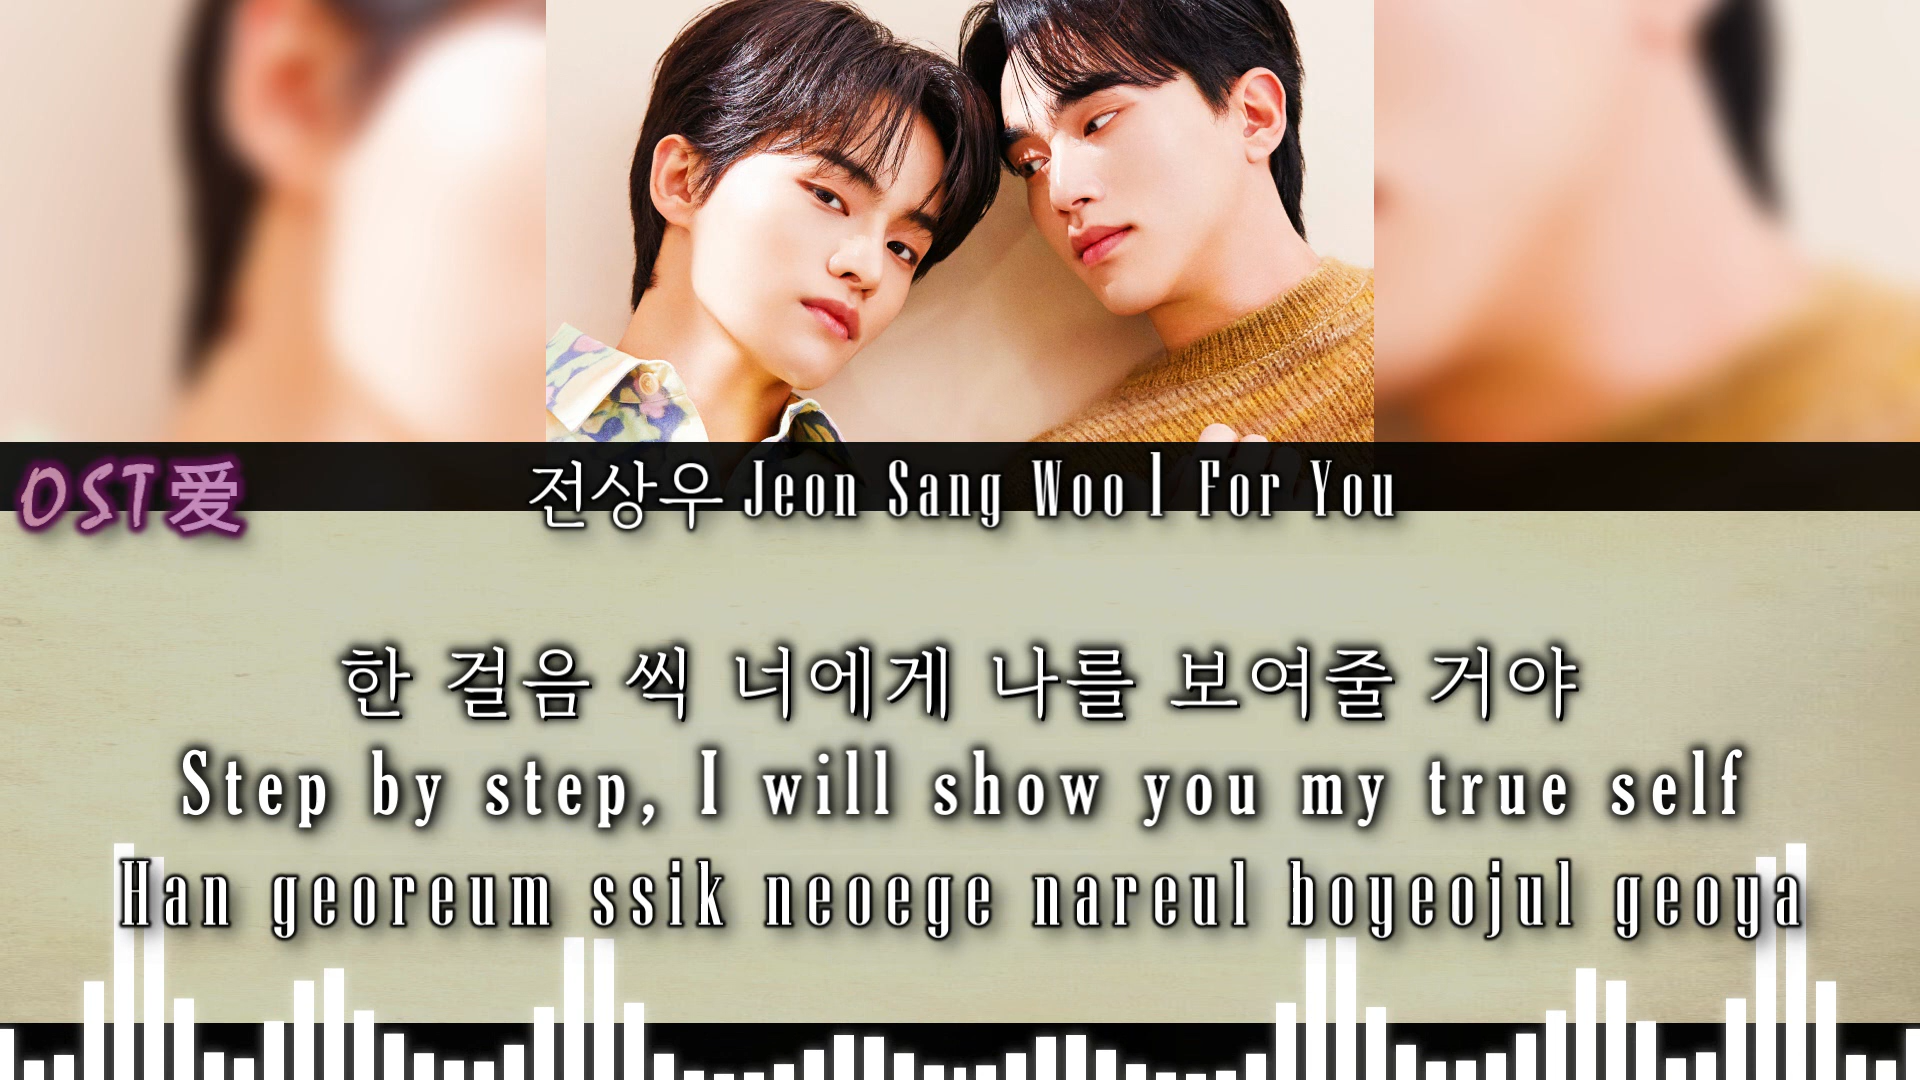 OST爱
전상우 Jeon Sang Woo l For You
한 걸음 씩 너에게 나를 보여줄 거야
Step by step, I will show you my true self
Han georeum ssik neoege nareul boyeojul geoya